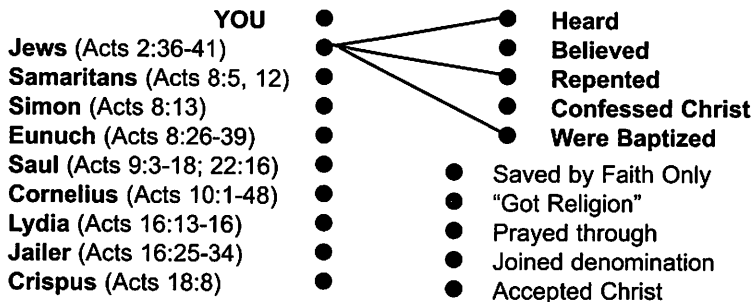 YOU
Jews (Acts 2:36-41)
Samaritans (Acts 8:5, 12)
Simon (Acts 8:13)
Eunuch (Acts 8:26-39)
Saul (Acts 9:3-18; 22:16)
Cornelius (Acts 10:1-48)
Lydia (Acts 16:13-16)
Jailer (Acts 16:25-34)
Crispus (Acts 18:8)
Heard
Believed
Repented
Confessed Christ
Were Baptized
Saved by Faith Only
“Got Religion”
Prayed through
Joined denomination
Accepted Christ